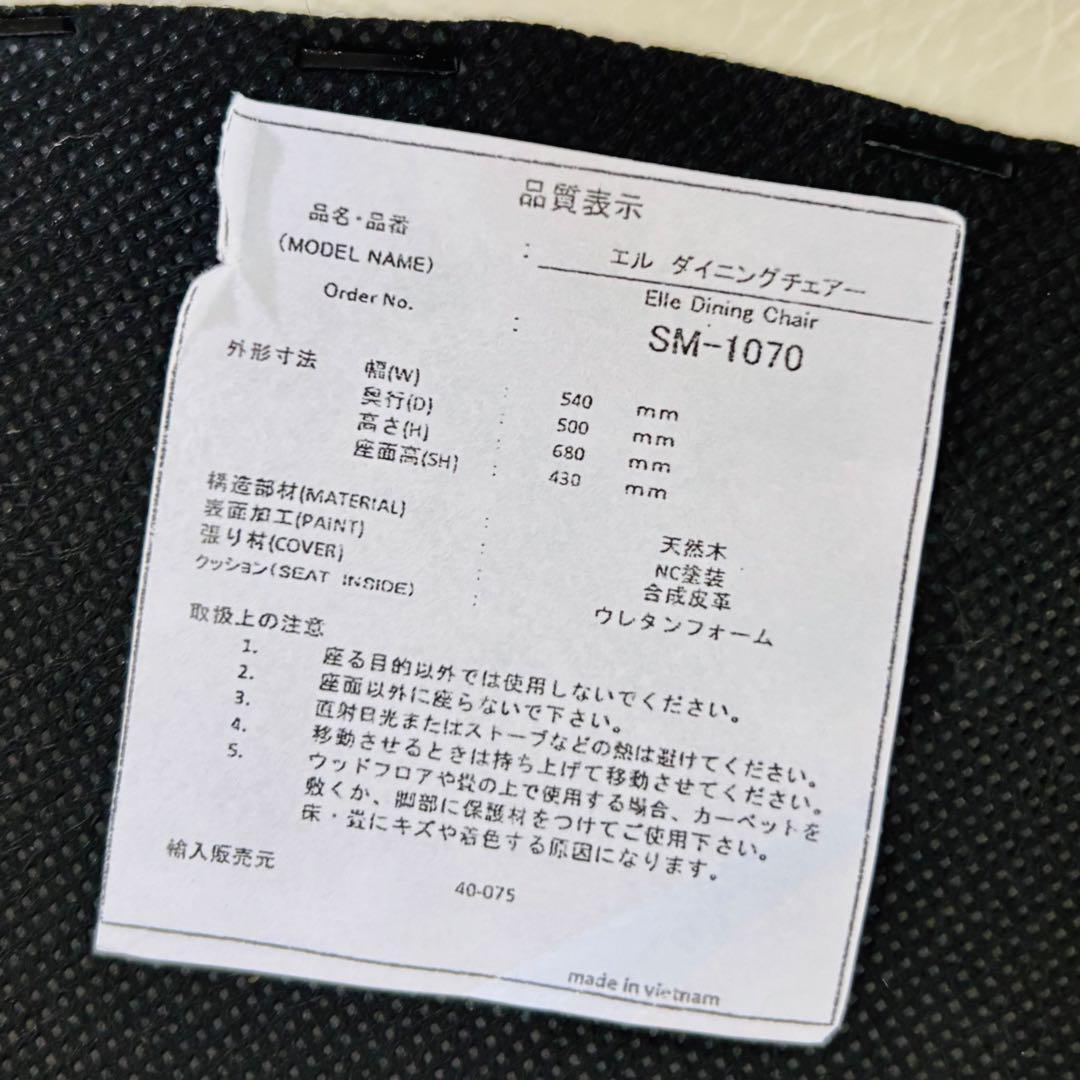 品質表示
品名・品番
(MODEL NAME) : エル ダイニングチェアー
Elle Dining Chair
Order No. : SM-1070
外形寸法 幅(W) : 540 mm
奥行(D) : 500 mm
高さ(H) : 680 mm
座面高(SH) : 430 mm
構造部材(MATERIAL) : 天然木
表面加工(PAINT) : NC塗装
張り材(COVER) : 合成皮革
クッション(SEAT INSIDE) : ウレタンフォーム
取扱上の注意
1. 座る目的以外では使用しないでください。
2. 座面以外に座らないで下さい。
3. 直射日光またはストーブなどの熱は避けてください。
4. 移動させるときは持ち上げて移動させてください。
5. ウッドフロアや畳の上で使用する場合、カーペットを
敷くか、脚部に保護材をつけてご使用下さい。
床・畳にキズや着色する原因になります。
輸入販売元
40-075
made in vietnam